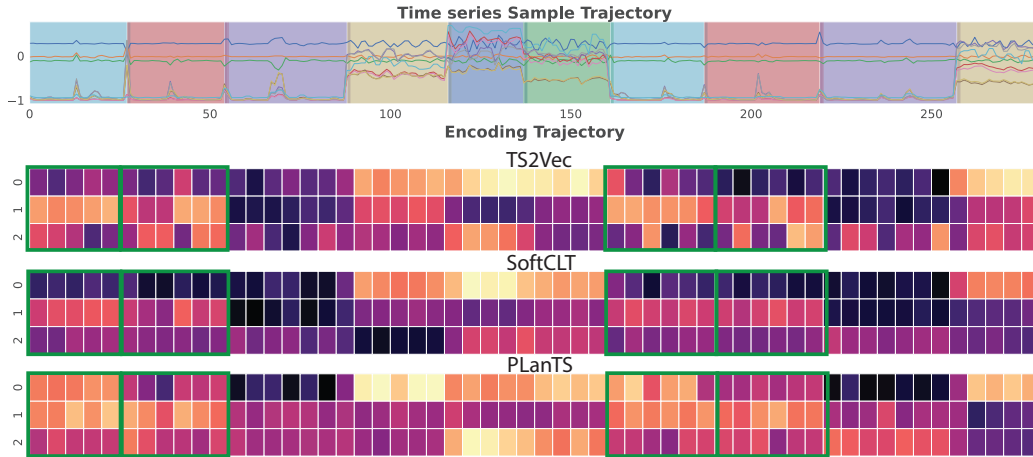 Time series Sample Trajectory
0
−1
0 50 100 150 200 250
Encoding Trajectory
TS2Vec
0
1
2
SoftCLT
0
1
2
PLanTS
0
1
2